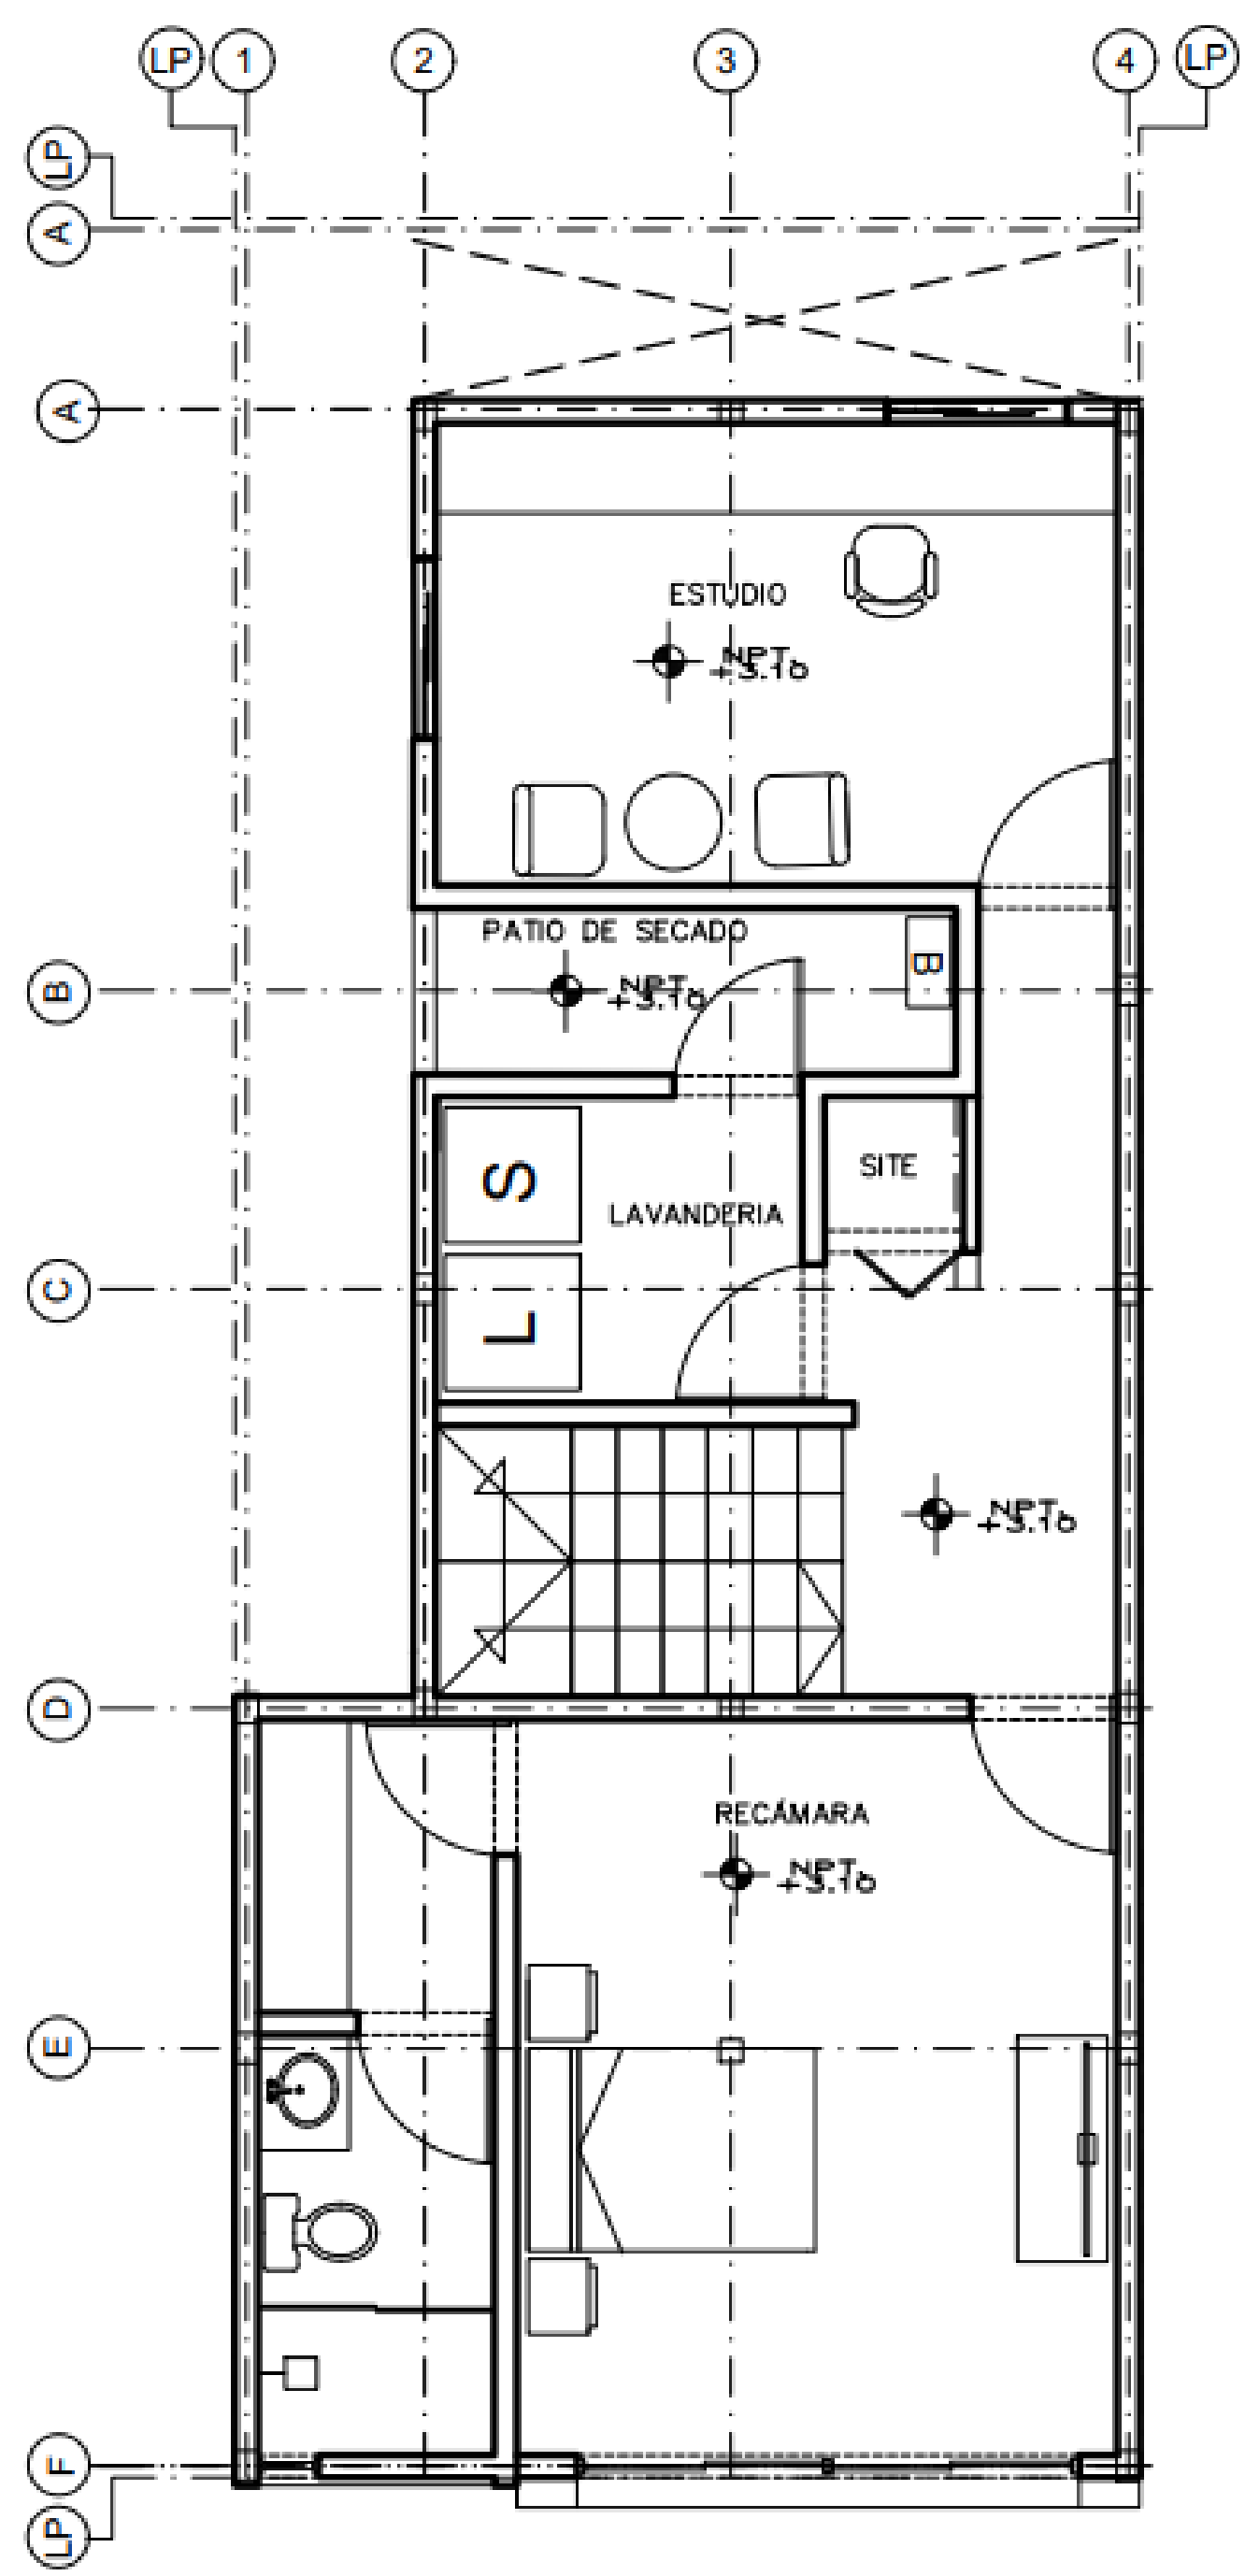 LP 1 2 3 4 LP
LP
A
A
ESTUDIO
NPT.
+3.10
PATIO DE SECADO
B
B
NPT.
+3.10
S
SITE
LAVANDERIA
C
L
NPT.
+3.10
D
RECÁMARA
NPT.
+3.10
E
F
LP